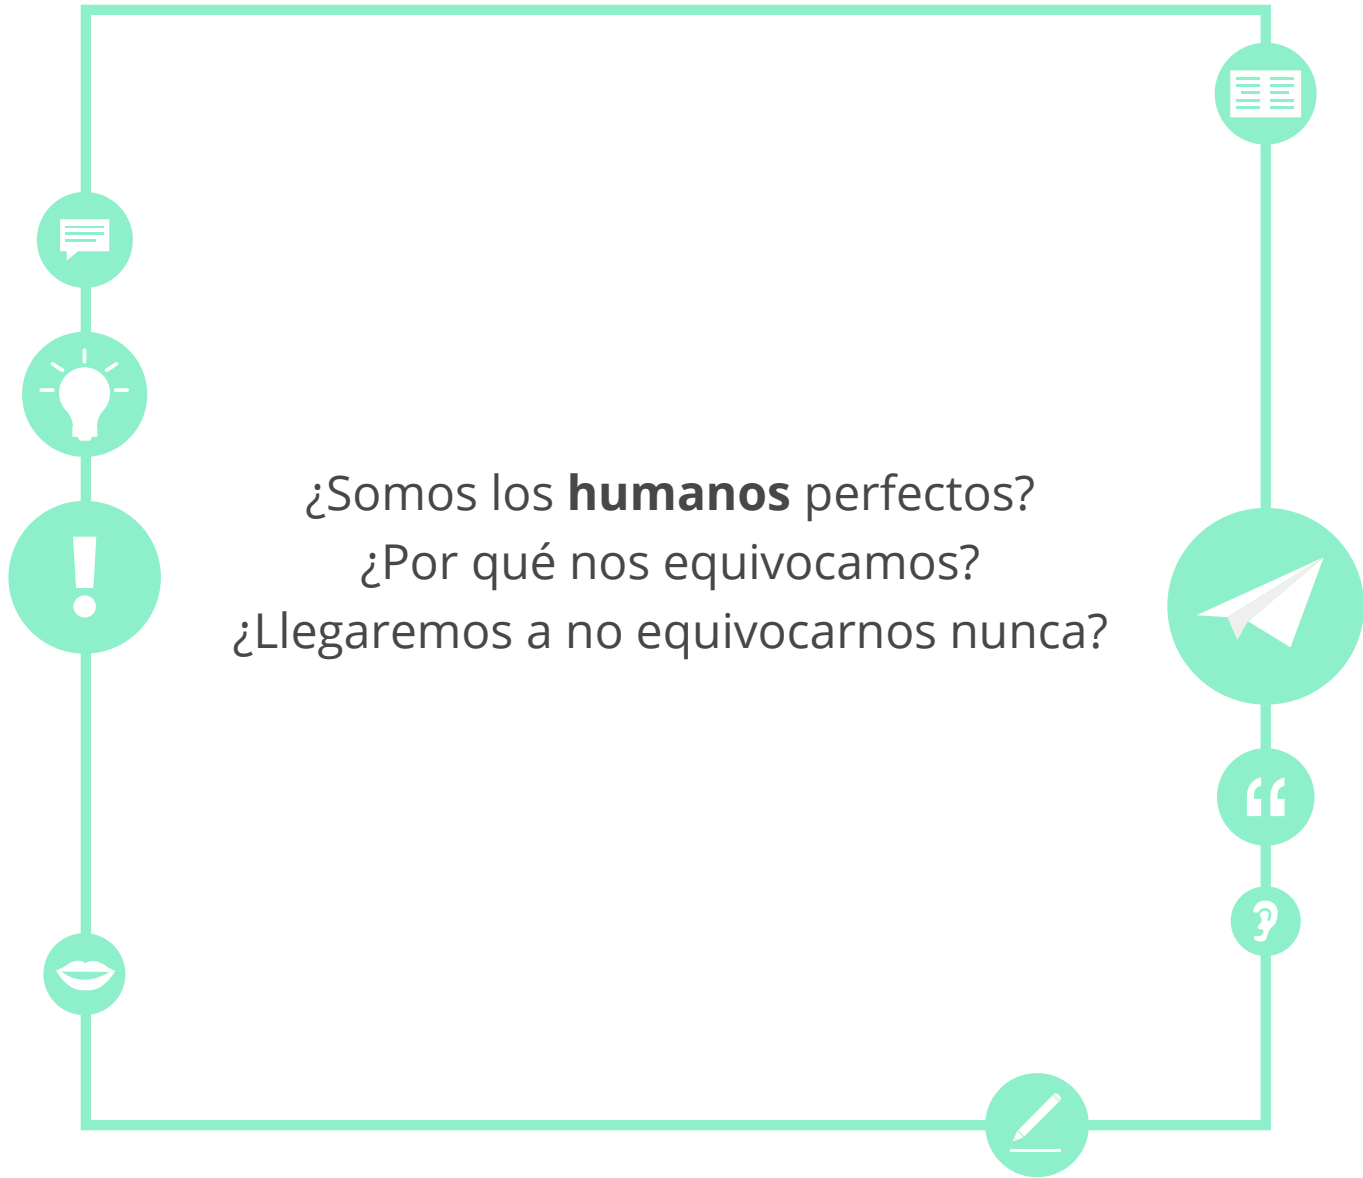 ¿Somos los humanos perfectos?
¿Por qué nos equivocamos?
¿Llegaremos a no equivocarnos nunca?